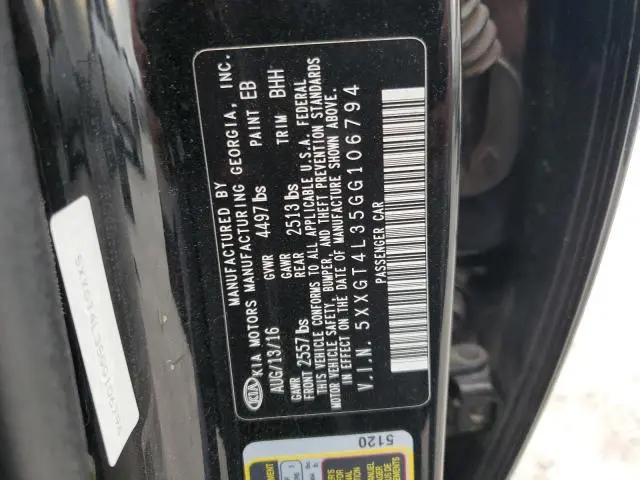 MANUFACTURED BY
KIA KIA MOTORS MANUFACTURING GEORGIA, INC.
AUG/13/16 GVWR 4497 lbs PAINT EB
GAWR FRONT 2557 lbs GAWR REAR 2513 lbs TRIM BHH
THIS VEHICLE CONFORMS TO ALL APPLICABLE U.S.A. FEDERAL
MOTOR VEHICLE SAFETY, BUMPER, AND THEFT PREVENTION STANDARDS
IN EFFECT ON THE DATE OF MANUFACTURE SHOWN ABOVE.
V.I.N. 5XXGT4L35GG106794
PASSENGER CAR
5XXGT4L35GG106794
5120